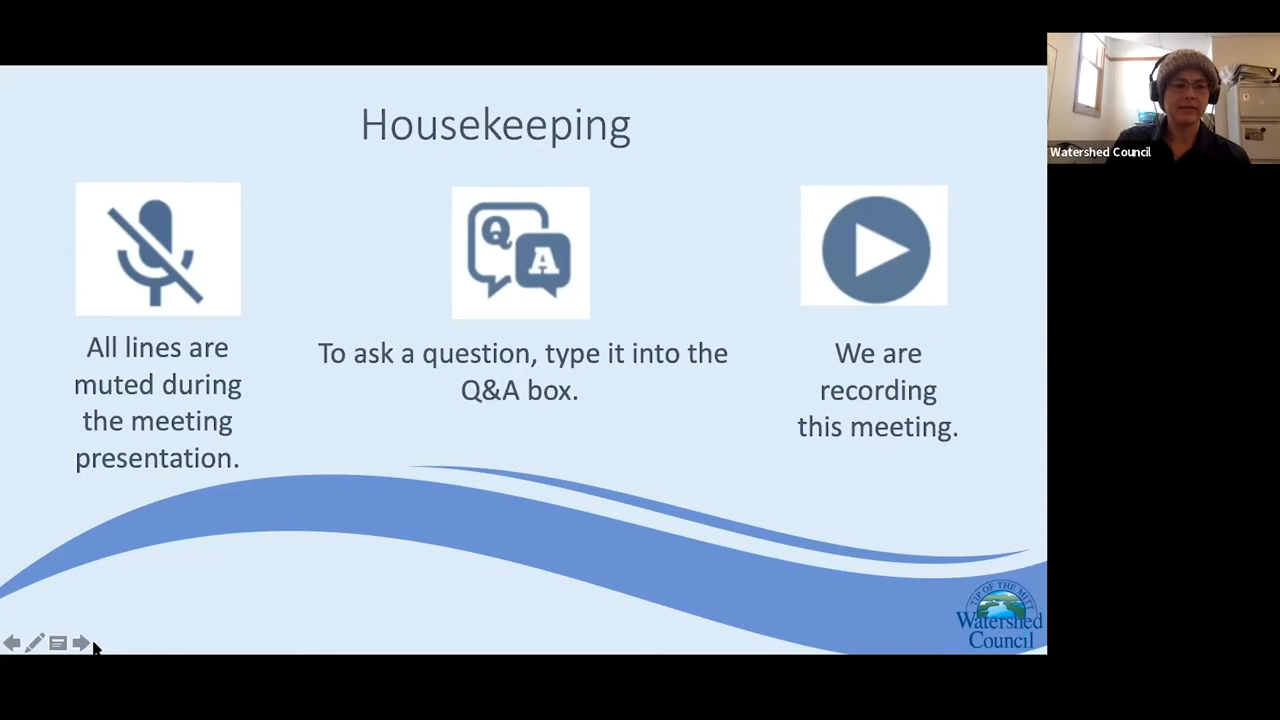 Housekeeping
Q
A
All lines are
muted during
the meeting
presentation.
To ask a question, type it into the
Q&A box.
We are
recording
this meeting.
Watershed Council
TIP OF THE MITT
Watershed
Council